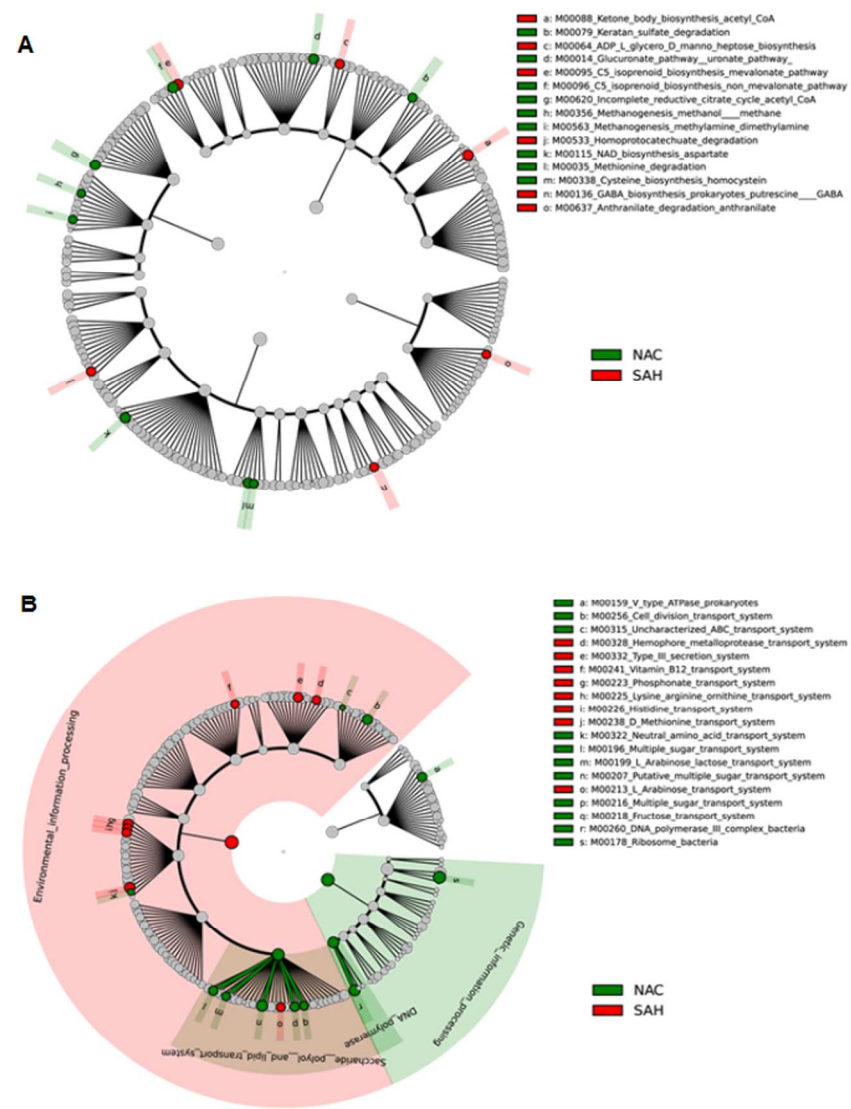 A
a: M00088_Ketone_body_biosynthesis_acetyl_CoA
b: M00079_Keratan_sulfate_degradation
c: M00064_ADP_L_glycero_D_manno_heptose_biosynthesis
d: M00014_Glucuronate_pathway__uronate_pathway_
e: M00095_C5_isoprenoid_biosynthesis_mevalonate_pathway
f: M00096_C5_isoprenoid_biosynthesis_non_mevalonate_pathway
g: M00620_Incomplete_reductive_citrate_cycle_acetyl_CoA
h: M00356_Methanogenesis_methanol____methane
i: M00563_Methanogenesis_methylamine_dimethylamine
j: M00533_Homoprotocatechuate_degradation
k: M00115_NAD_biosynthesis_aspartate
l: M00035_Methionine_degradation
m: M00338_Cysteine_biosynthesis_homocystein
n: M00136_GABA_biosynthesis_prokaryotes_putrescine____GABA
o: M00637_Anthranilate_degradation_anthranilate
NAC
SAH
f e
d
c
b
a
g
h
i
j
k
m l
n
o
B
a: M00159_V_type_ATPase_prokaryotes
b: M00256_Cell_division_transport_system
c: M00315_Uncharacterized_ABC_transport_system
d: M00328_Hemophore_metalloprotease_transport_system
e: M00332_Type_III_secretion_system
f: M00241_Vitamin_B12_transport_system
g: M00223_Phosphonate_transport_system
h: M00225_Lysine_arginine_ornithine_transport_system
i: M00226_Histidine_transport_system
j: M00238_D_Methionine_transport_system
k: M00322_Neutral_amino_acid_transport_system
l: M00196_Multiple_sugar_transport_system
m: M00199_L_Arabinose_lactose_transport_system
n: M00207_Putative_multiple_sugar_transport_system
o: M00213_L_Arabinose_transport_system
p: M00216_Multiple_sugar_transport_system
q: M00218_Fructose_transport_system
r: M00260_DNA_polymerase_III_complex_bacteria
s: M00178_Ribosome_bacteria
NAC
SAH
Environmental_information_processing
Genetic_information_processing
DNA_polymerase
Saccharide__polyol__and_lipid_transport_system
f
e
d
c
b
a
i h g
s
l
m
n
o
p
q
r